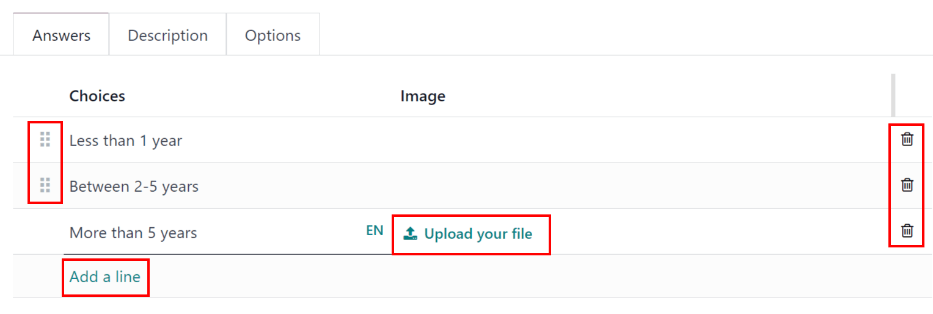 Answers Description Options
Choices Image
Less than 1 year
Between 2-5 years
More than 5 years EN Upload your file
Add a line